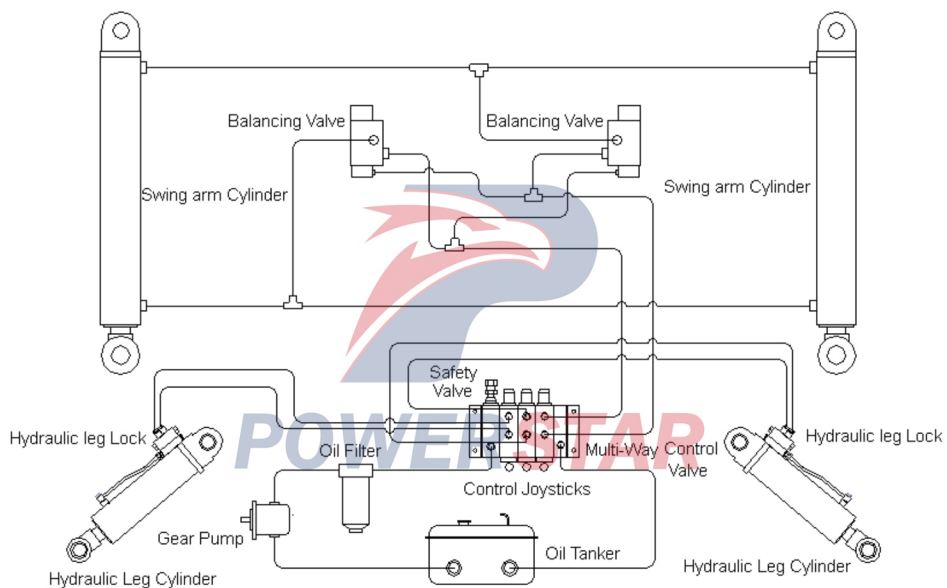 Balancing Valve
Balancing Valve
Swing arm Cylinder
Swing arm Cylinder
Safety
Valve
POWERSTAR
Hydraulic leg Lock
Hydraulic leg Lock
Oil Filter
Multi-Way Control
Valve
Control Joysticks
Gear Pump
Oil Tanker
Hydraulic Leg Cylinder
Hydraulic Leg Cylinder